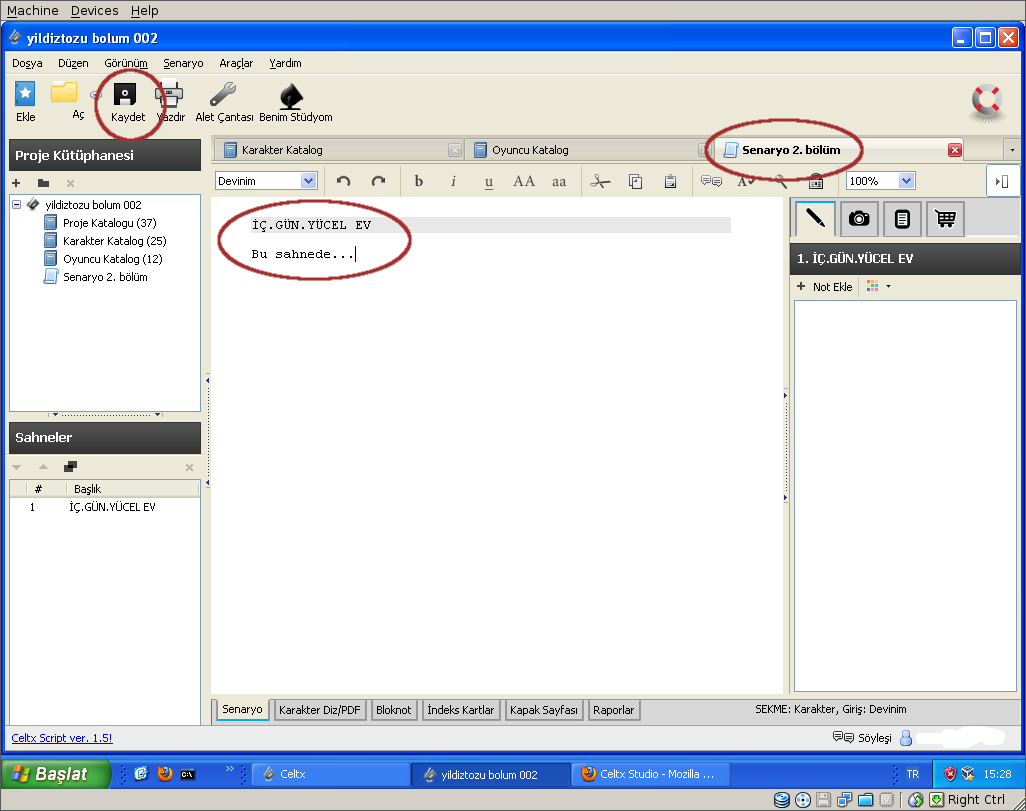 Machine Devices Help
yildiztozu bolum 002
Dosya Düzen Görünüm Senaryo Araçlar Yardım
Ekle Aç Kaydet Yazdır Alet Çantası Benim Stüdyom
Proje Kütüphanesi
Karakter Katalog Oyuncu Katalog Senaryo 2. bölüm
Devinim b i u AA aa 100%
yildiztozu bolum 002
Proje Katalogu (37)
Karakter Katalog (25)
Oyuncu Katalog (12)
Senaryo 2. bölüm
İÇ.GÜN.YÜCEL EV
Bu sahnede...
1. İÇ.GÜN.YÜCEL EV
Not Ekle
Sahneler
# Başlık
1 İÇ.GÜN.YÜCEL EV
Senaryo Karakter Diz/PDF Bloknot İndeks Kartlar Kapak Sayfası Raporlar
SEKME: Karakter, Giriş: Devinim
Celtx Script ver. 1.5!
Söyleşi
Başlat Celtx yildiztozu bolum 002 Celtx Studio - Mozilla ... TR 15:28
Right Ctrl